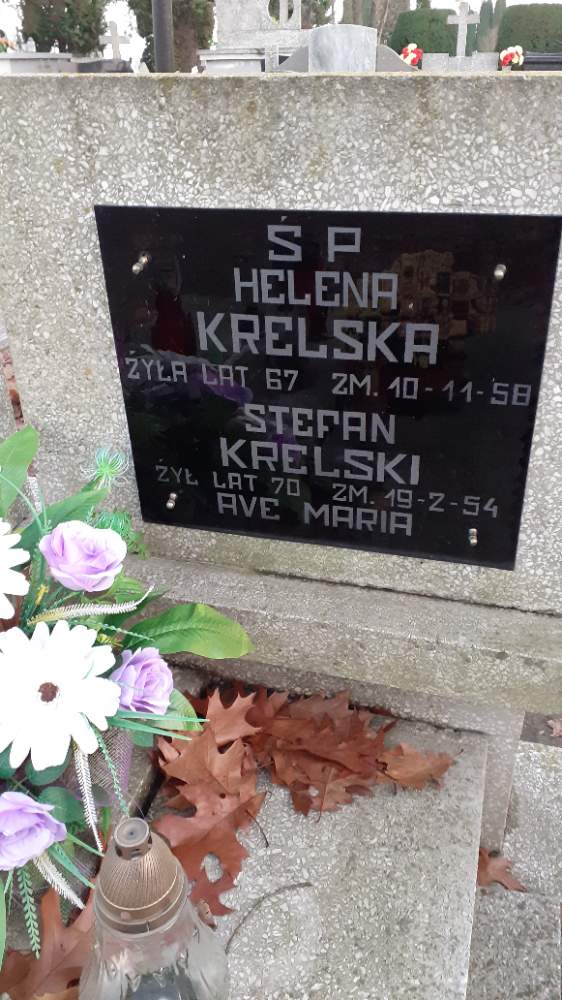 Ś P
HELENA
KRELSKA
ŻYŁA LAT 67 ZM. 10-11-58
STEFAN
KRELSKI
ŻYŁ LAT 70 ZM. 19-2-54
AVE MARIA